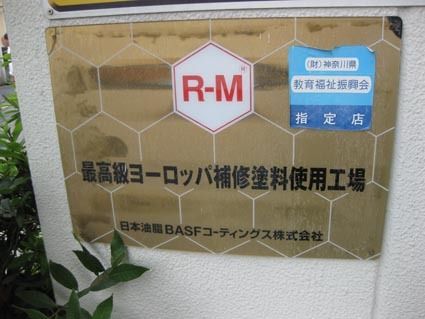 R-M
(財)神奈川県
教育福祉振興会
指定店
最高級ヨーロッパ補修塗料使用工場
日本油脂BASFコーティングス株式会社